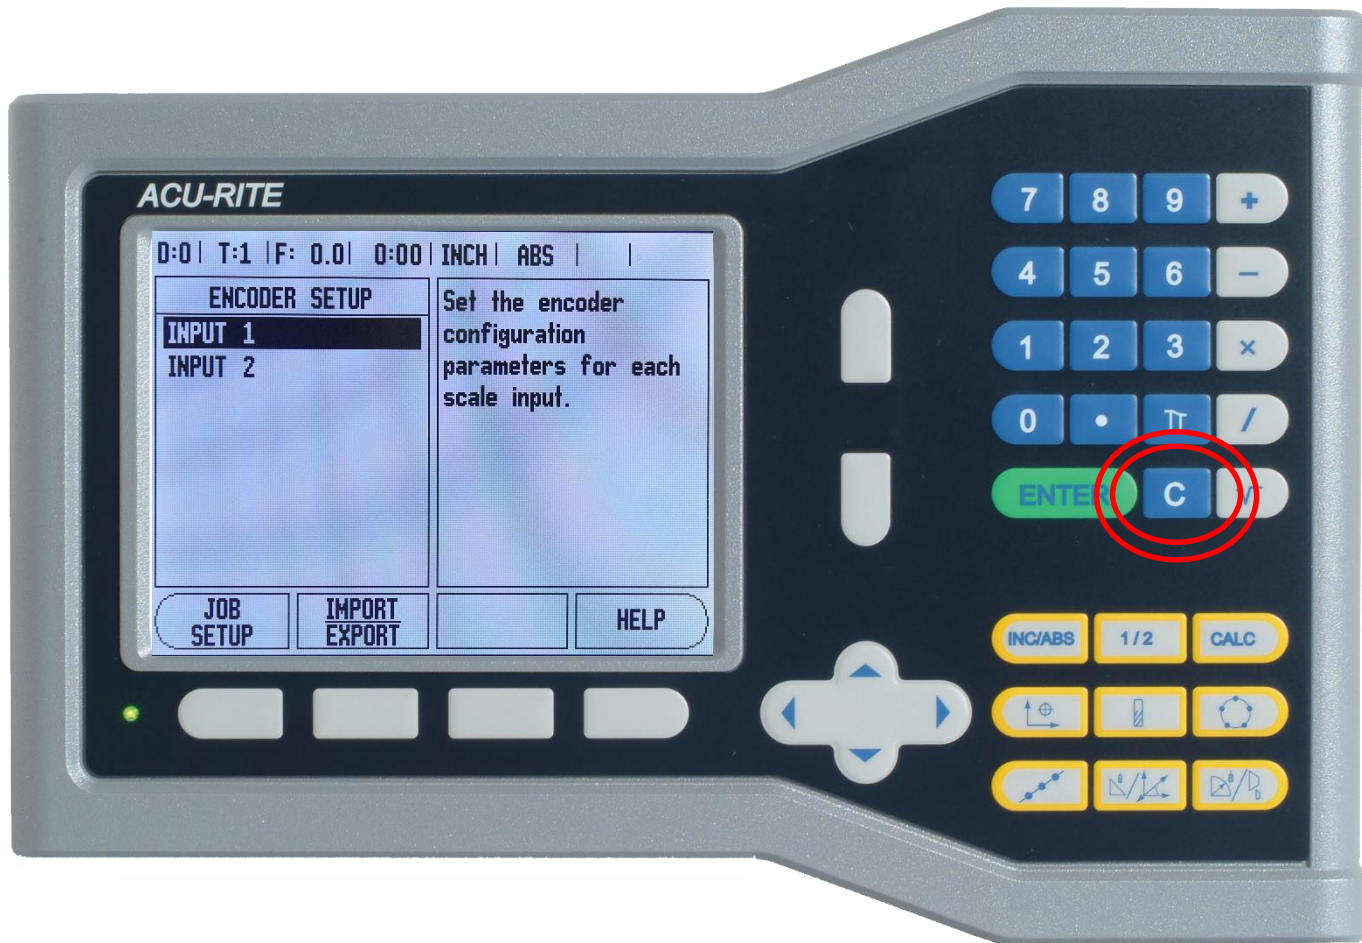 ACU-RITE
D:0 | T:1 | F: 0.0 | 0:00 | INCH | ABS | |
ENCODER SETUP
INPUT 1
INPUT 2
Set the encoder
configuration
parameters for each
scale input.
JOB
SETUP
IMPORT
EXPORT
HELP
7 8 9 +
4 5 6 −
1 2 3 ×
0 • π /
ENTER C √
INC/ABS 1/2 CALC